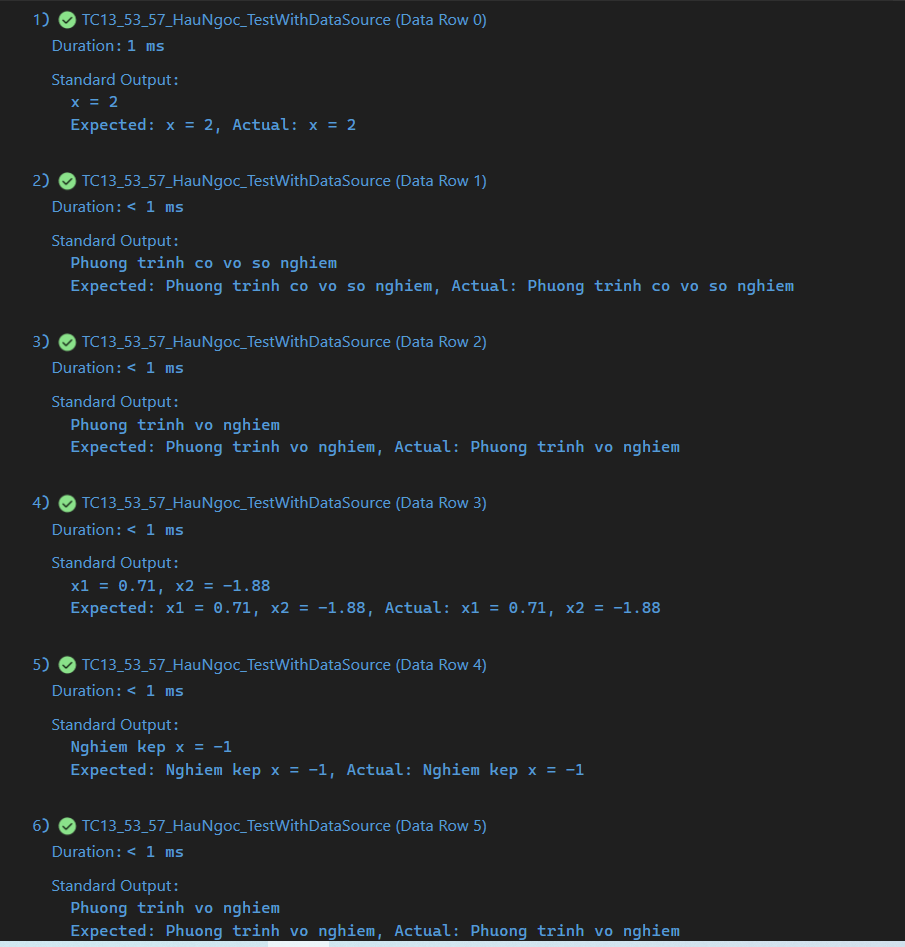 1) TC13_53_57_HauNgoc_TestWithDataSource (Data Row 0)
Duration: 1 ms
Standard Output:
x = 2
Expected: x = 2, Actual: x = 2
2) TC13_53_57_HauNgoc_TestWithDataSource (Data Row 1)
Duration: < 1 ms
Standard Output:
Phuong trinh co vo so nghiem
Expected: Phuong trinh co vo so nghiem, Actual: Phuong trinh co vo so nghiem
3) TC13_53_57_HauNgoc_TestWithDataSource (Data Row 2)
Duration: < 1 ms
Standard Output:
Phuong trinh vo nghiem
Expected: Phuong trinh vo nghiem, Actual: Phuong trinh vo nghiem
4) TC13_53_57_HauNgoc_TestWithDataSource (Data Row 3)
Duration: < 1 ms
Standard Output:
x1 = 0.71, x2 = -1.88
Expected: x1 = 0.71, x2 = -1.88, Actual: x1 = 0.71, x2 = -1.88
5) TC13_53_57_HauNgoc_TestWithDataSource (Data Row 4)
Duration: < 1 ms
Standard Output:
Nghiem kep x = -1
Expected: Nghiem kep x = -1, Actual: Nghiem kep x = -1
6) TC13_53_57_HauNgoc_TestWithDataSource (Data Row 5)
Duration: < 1 ms
Standard Output:
Phuong trinh vo nghiem
Expected: Phuong trinh vo nghiem, Actual: Phuong trinh vo nghiem